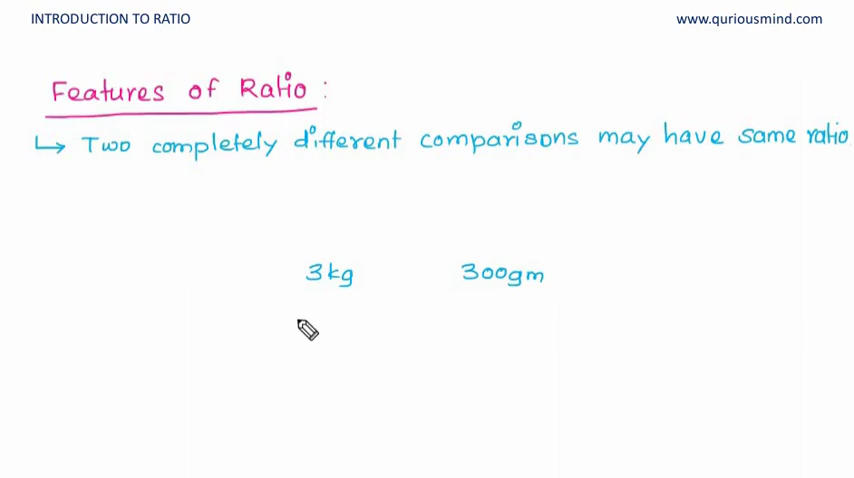 INTRODUCTION TO RATIO www.quriousmind.com
Features of Ratio :
↳ Two completely different comparisons may have same ratio
3kg 300gm